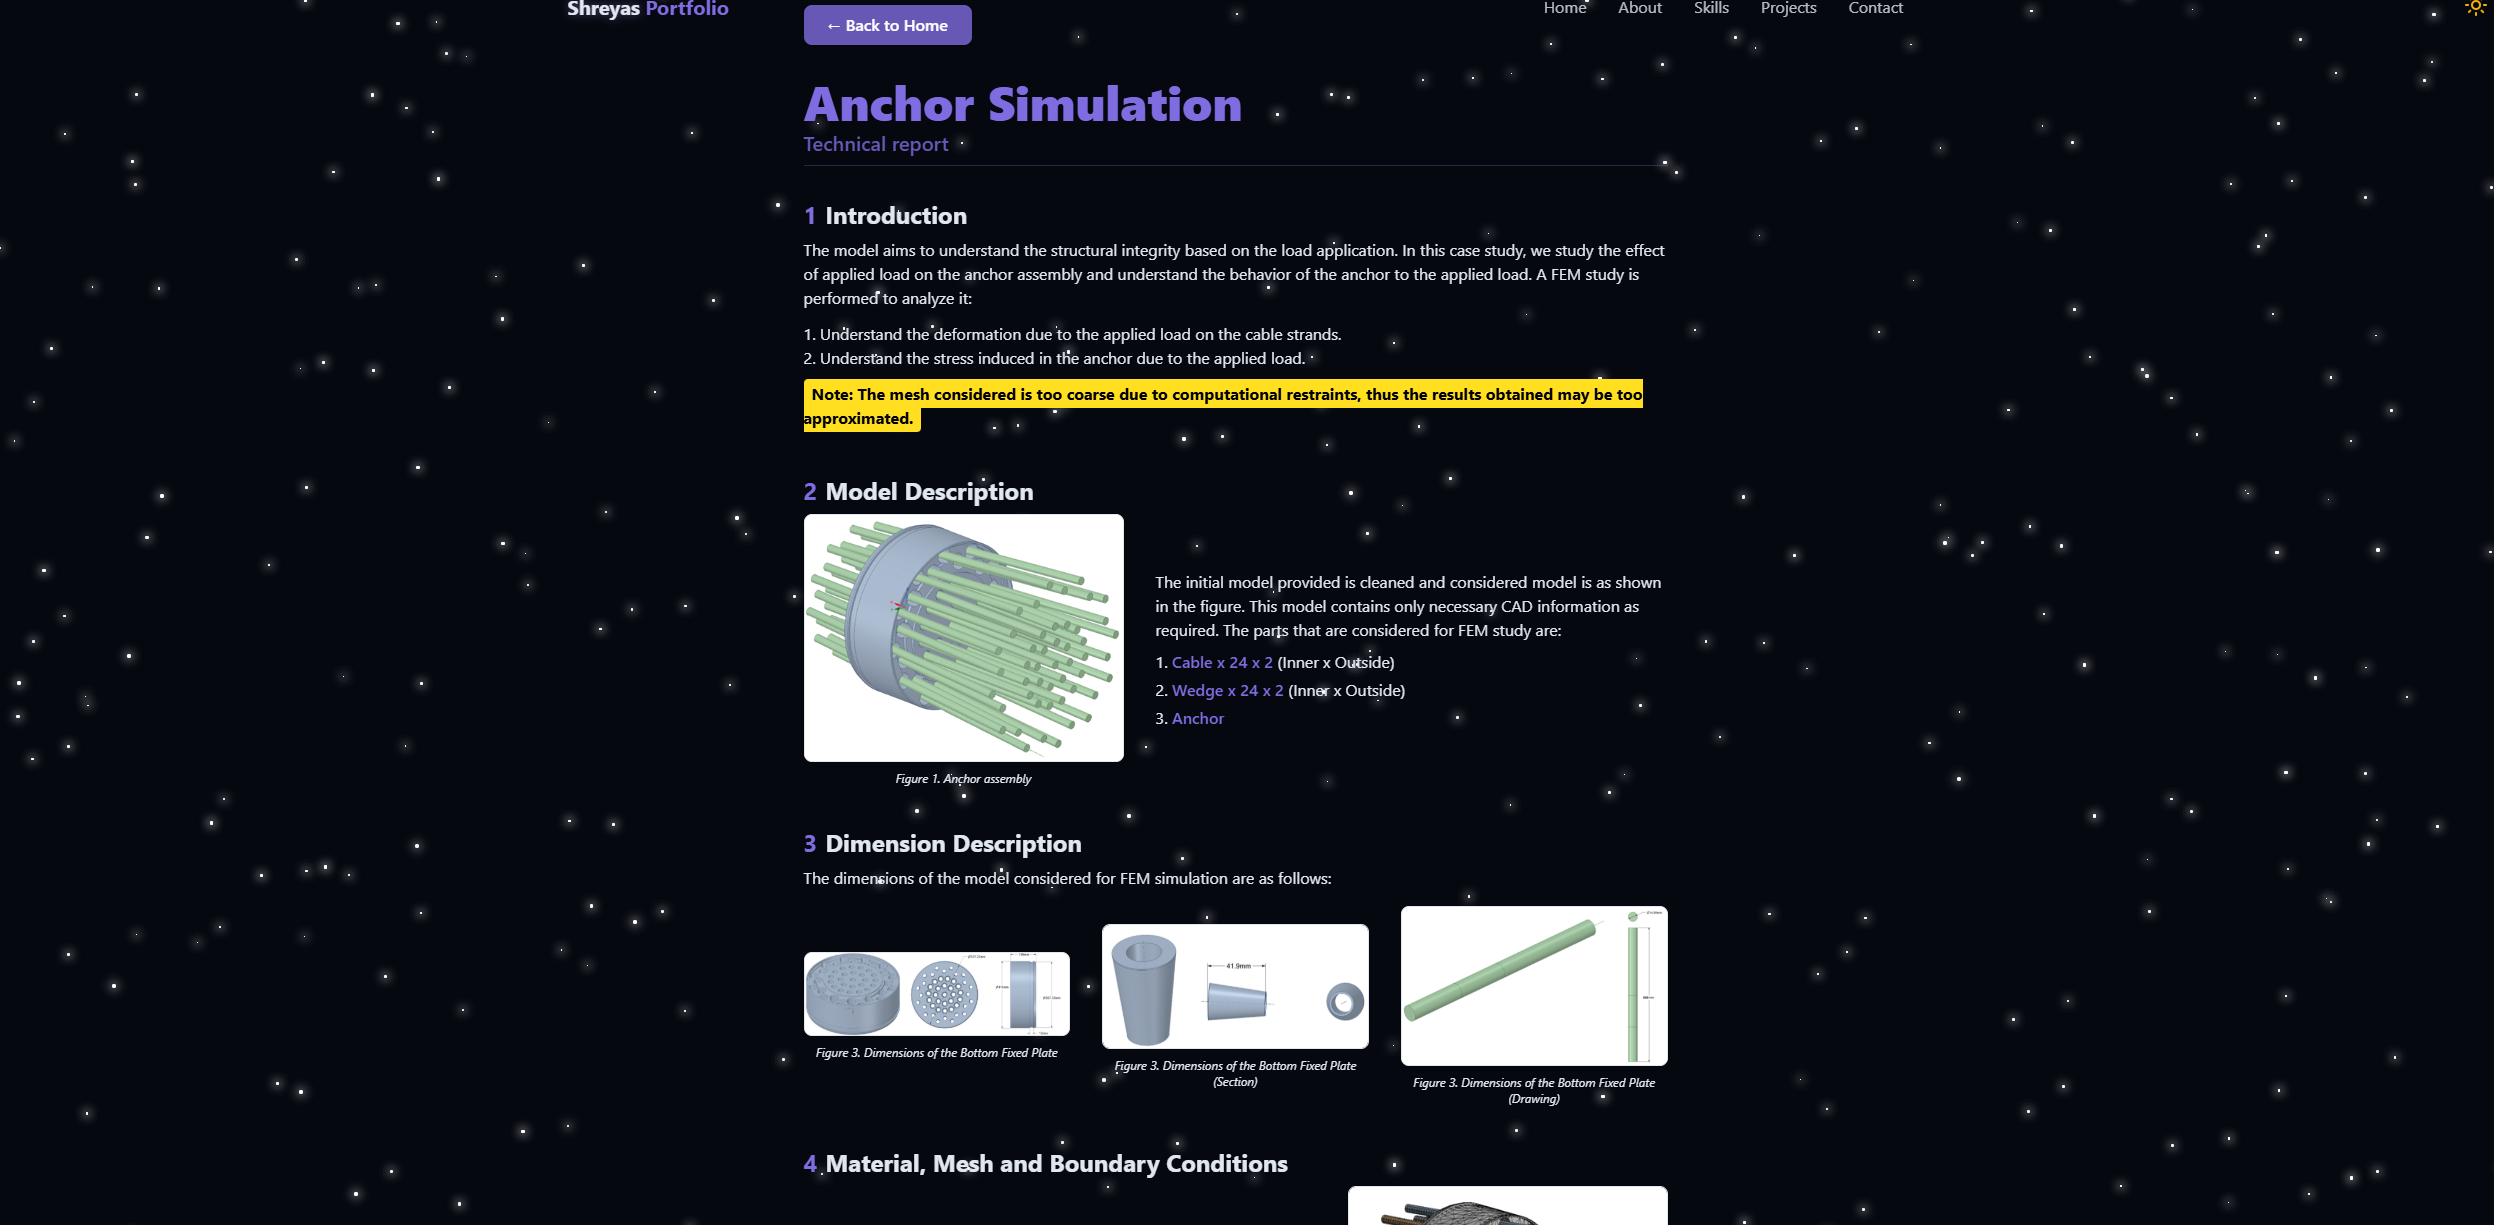 Shreyas Portfolio
Home About Skills Projects Contact
← Back to Home
Anchor Simulation
Technical report
1 Introduction
The model aims to understand the structural integrity based on the load application. In this case study, we study the effect
of applied load on the anchor assembly and understand the behavior of the anchor to the applied load. A FEM study is
performed to analyze it:
1. Understand the deformation due to the applied load on the cable strands.
2. Understand the stress induced in the anchor due to the applied load.
Note: The mesh considered is too coarse due to computational restraints, thus the results obtained may be too
approximated.
2 Model Description
The initial model provided is cleaned and considered model is as shown
in the figure. This model contains only necessary CAD information as
required. The parts that are considered for FEM study are:
1. Cable x 24 x 2 (Inner x Outside)
2. Wedge x 24 x 2 (Inner x Outside)
3. Anchor
Figure 1. Anchor assembly
3 Dimension Description
The dimensions of the model considered for FEM simulation are as follows:
41.9mm
Figure 3. Dimensions of the Bottom Fixed Plate
Figure 3. Dimensions of the Bottom Fixed Plate
(Section)
Figure 3. Dimensions of the Bottom Fixed Plate
(Drawing)
4 Material, Mesh and Boundary Conditions